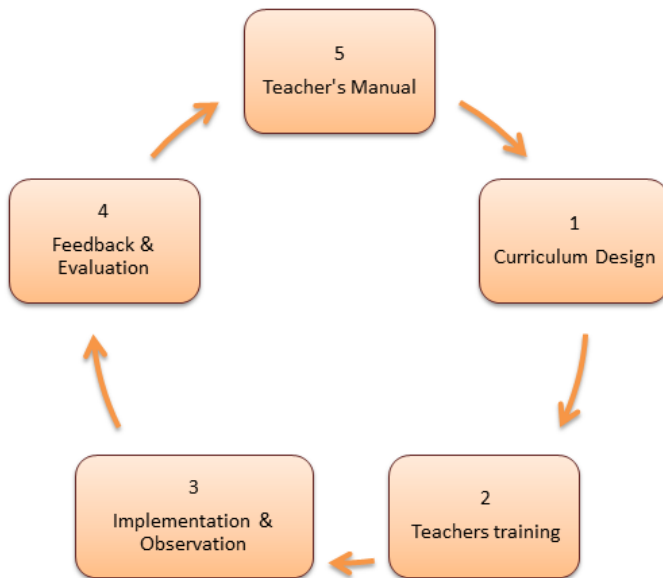 5
Teacher's Manual
4
Feedback &
Evaluation
1
Curriculum Design
3
Implementation &
Observation
2
Teachers training